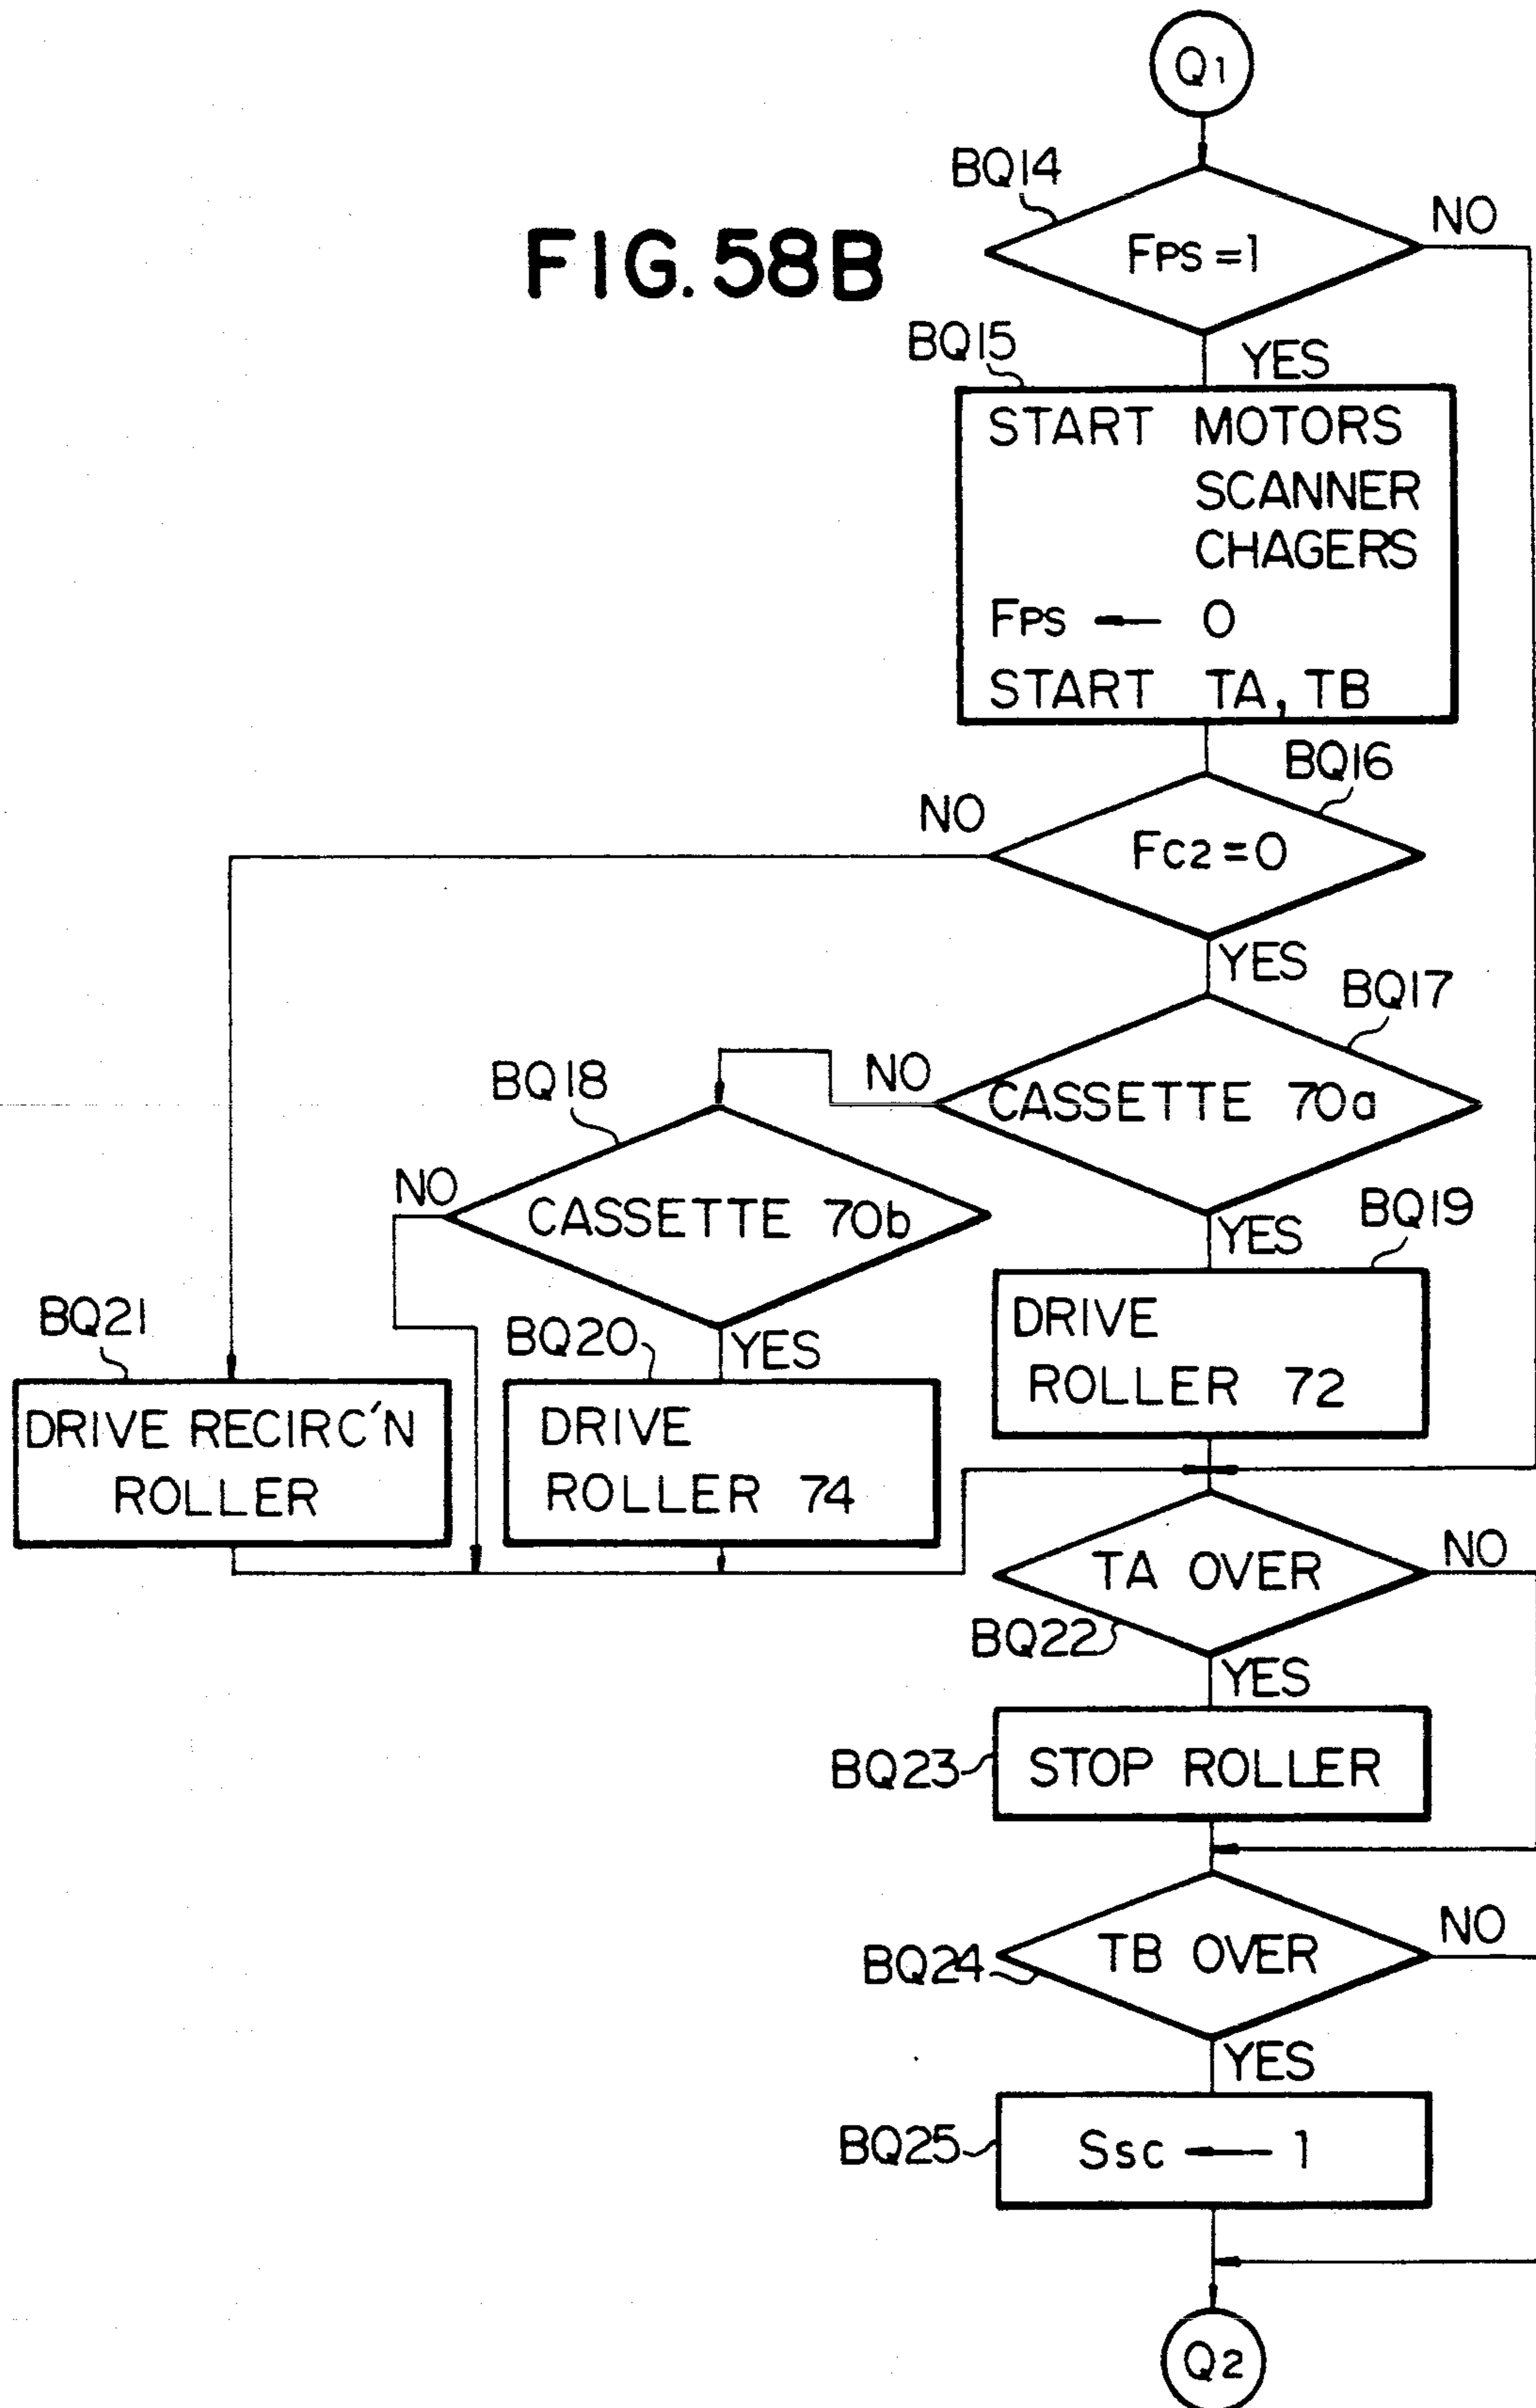 Q1
BQ14
NO
FIG. 58B
FPS = 1
BQ15
YES
START MOTORS
SCANNER
CHAGERS
FPS ← 0
START TA, TB
BQ16
NO
FC2 = 0
YES
BQ17
NO
BQ18
CASSETTE 70a
NO
CASSETTE 70b
YES
BQ19
BQ21
BQ20
YES
DRIVE
ROLLER 72
DRIVE RECIRC'N
ROLLER
DRIVE
ROLLER 74
TA OVER
NO
BQ22
YES
BQ23
STOP ROLLER
TB OVER
NO
BQ24
YES
BQ25
Ssc ← 1
Q2